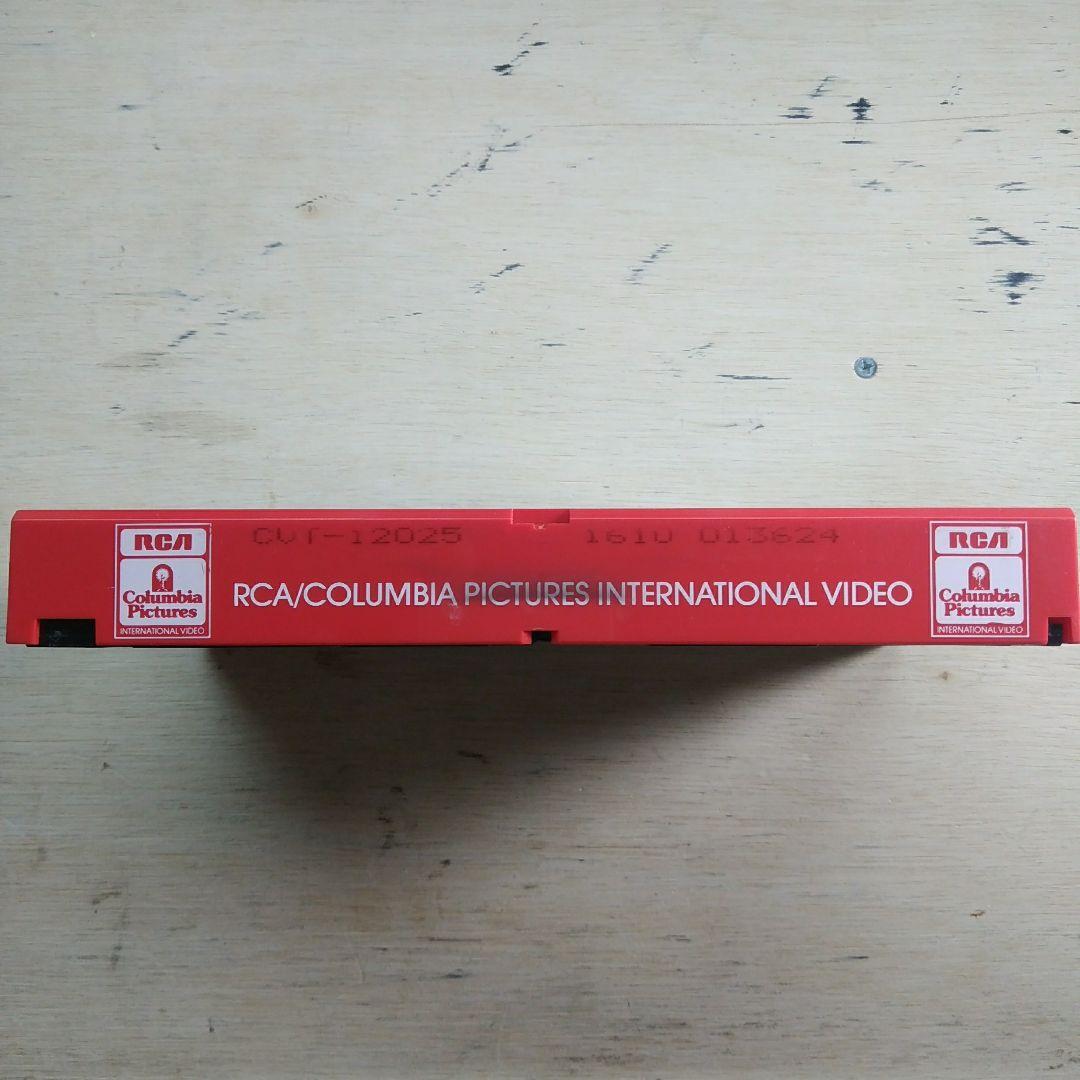 CVT-12025 1610 013624
RCA
Columbia
Pictures
INTERNATIONAL VIDEO
RCA/COLUMBIA PICTURES INTERNATIONAL VIDEO
RCA
Columbia
Pictures
INTERNATIONAL VIDEO